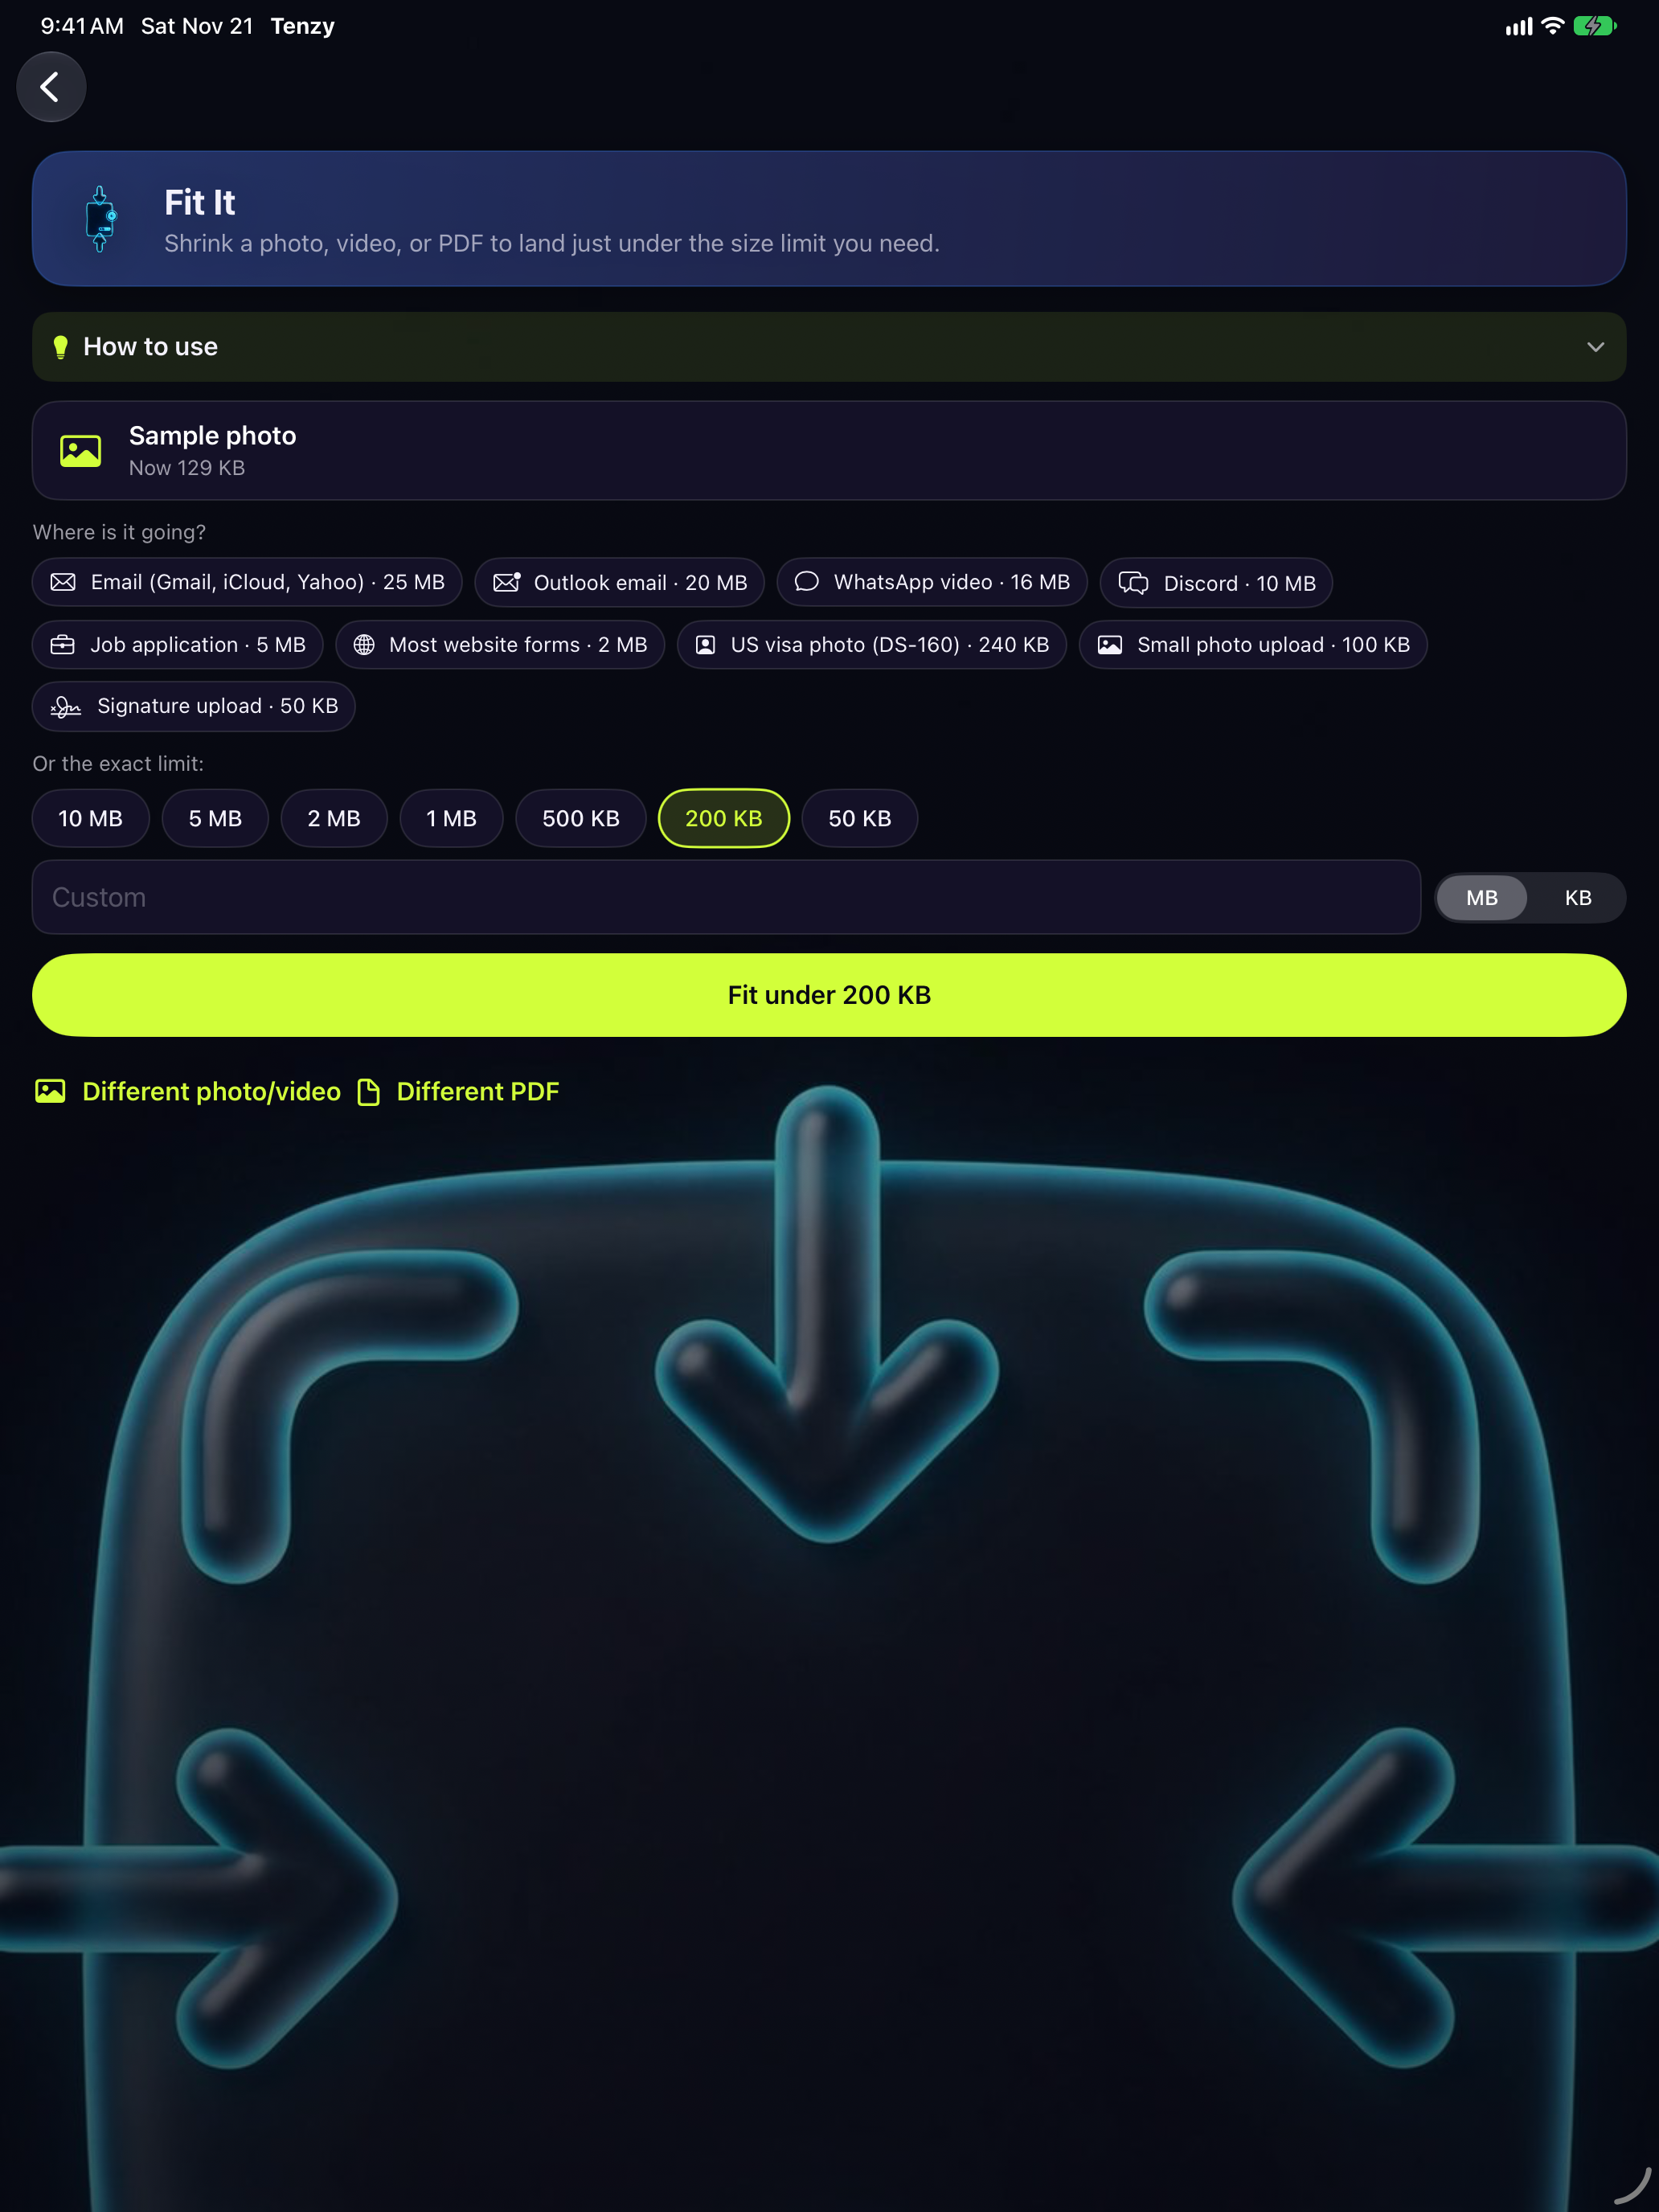 9:41 AM Sat Nov 21 Tenzy
Fit It
Shrink a photo, video, or PDF to land just under the size limit you need.
How to use
Sample photo
Now 129 KB
Where is it going?
Email (Gmail, iCloud, Yahoo) · 25 MB
Outlook email · 20 MB
WhatsApp video · 16 MB
Discord · 10 MB
Job application · 5 MB
Most website forms · 2 MB
US visa photo (DS-160) · 240 KB
Small photo upload · 100 KB
Signature upload · 50 KB
Or the exact limit:
10 MB
5 MB
2 MB
1 MB
500 KB
200 KB
50 KB
Custom
MB
KB
Fit under 200 KB
Different photo/video
Different PDF